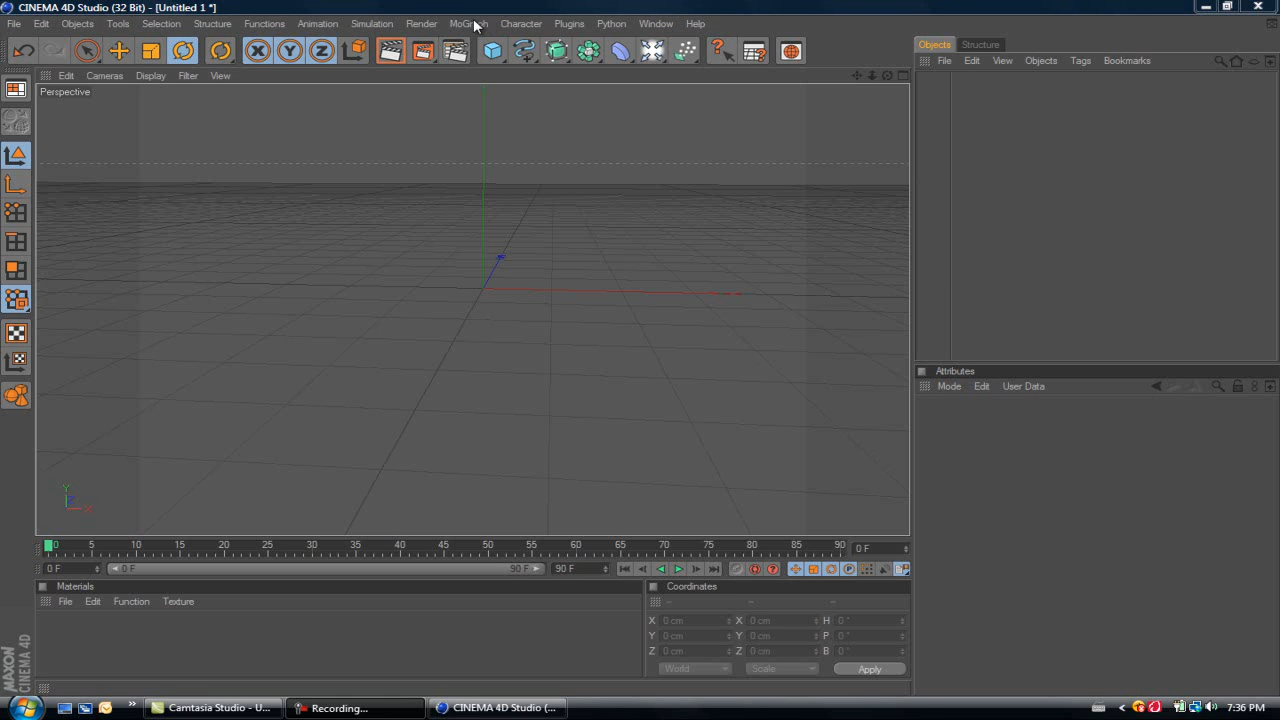 CINEMA 4D Studio (32 Bit) - [Untitled 1 *]
File Edit Objects Tools Selection Structure Functions Animation Simulation Render MoGraph Character Plugins Python Window Help
X Y Z
Objects Structure
File Edit View Objects Tags Bookmarks
Edit Cameras Display Filter View
Perspective
Attributes
Mode Edit User Data
Y
Z
X
0 5 10 15 20 25 30 35 40 45 50 55 60 65 70 75 80 85 90 0 F
0 F 0 F 90 F 90 F
Materials
File Edit Function Texture
Coordinates
-- -- --
X 0 cm X 0 cm H 0 °
Y 0 cm Y 0 cm P 0 °
Z 0 cm Z 0 cm B 0 °
World Scale Apply
MAXON
CINEMA 4D
Camtasia Studio - U... Recording... CINEMA 4D Studio (... 7:36 PM